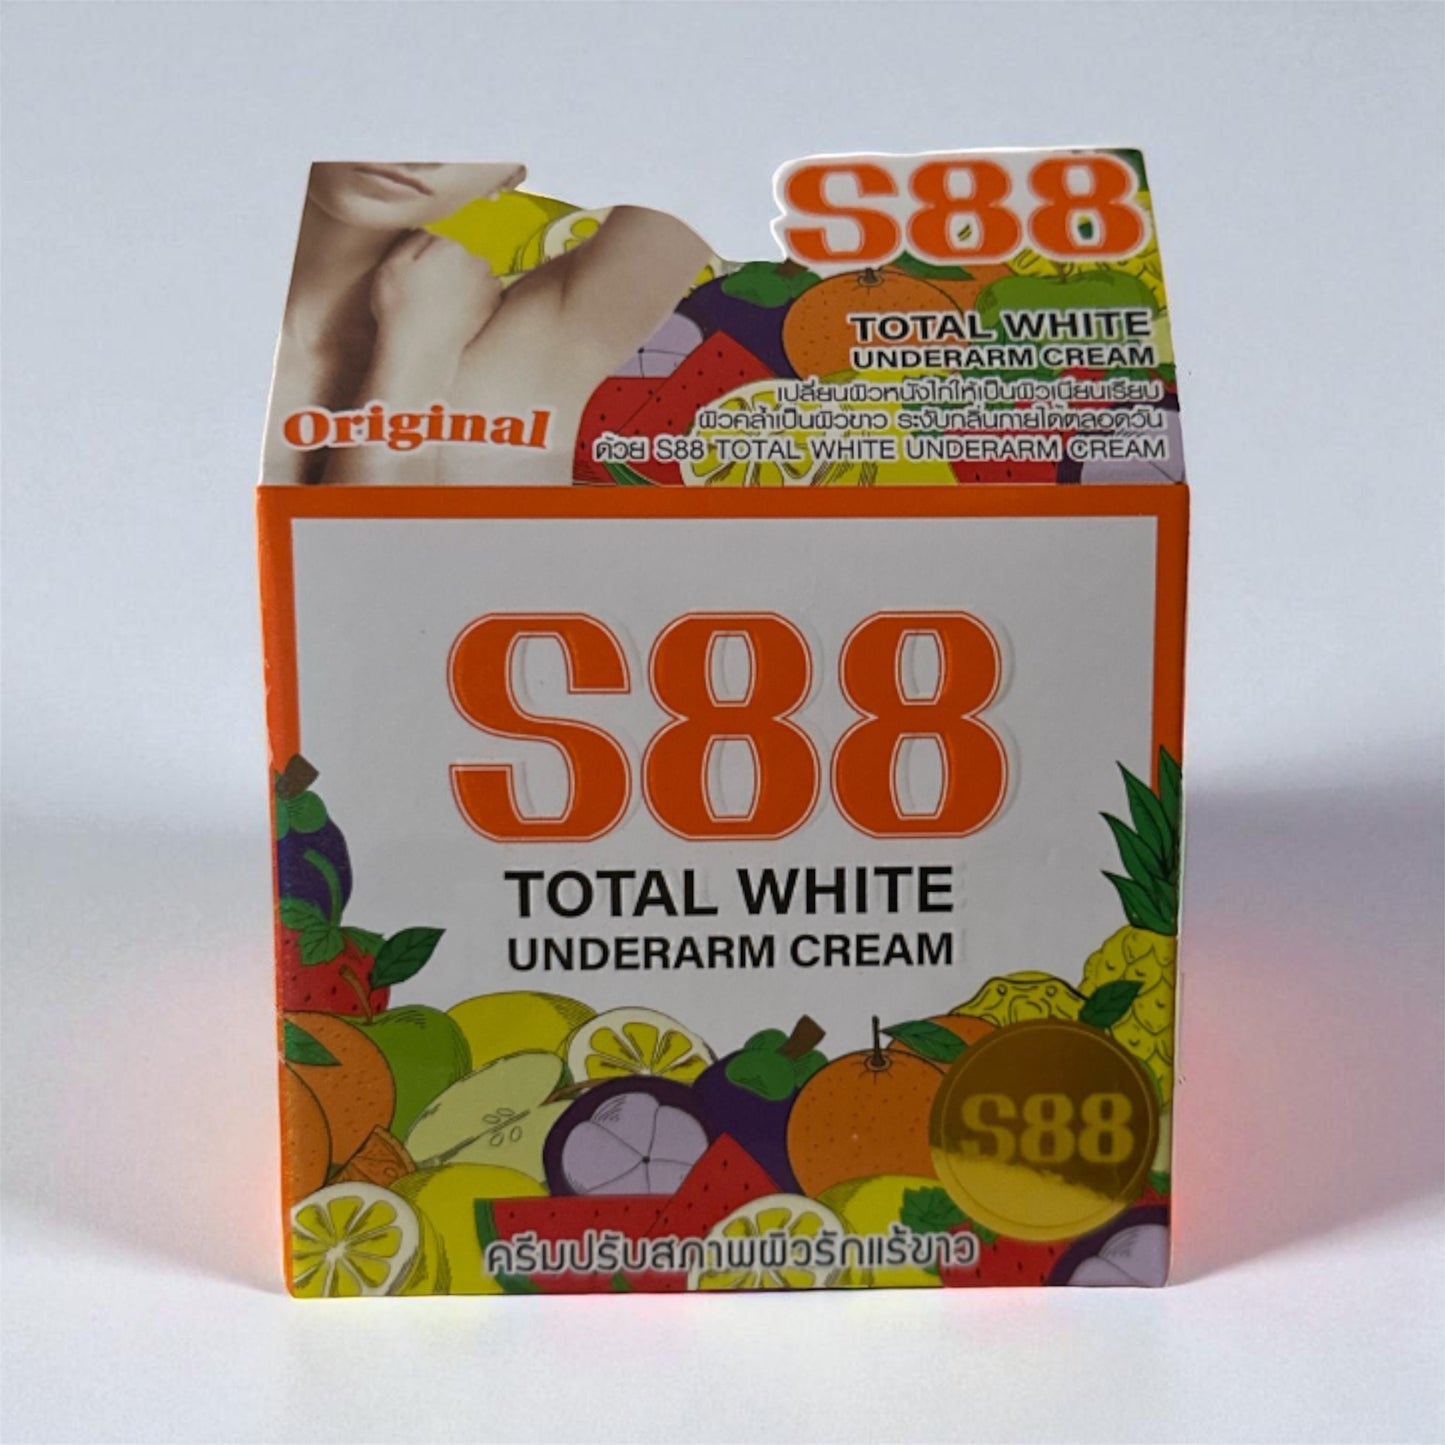 S88
TOTAL WHITE
UNDERARM CREAM
เปลี่ยนผิวหนังไก่ให้เป็นผิวเนียนเรียบ
ผิวคล้ำเป็นผิวขาว ระงับกลิ่นกายได้ตลอดวัน
ด้วย S88 TOTAL WHITE UNDERARM CREAM
Original
S88
TOTAL WHITE
UNDERARM CREAM
S88
ครีมปรับสภาพผิวรักแร้ขาว